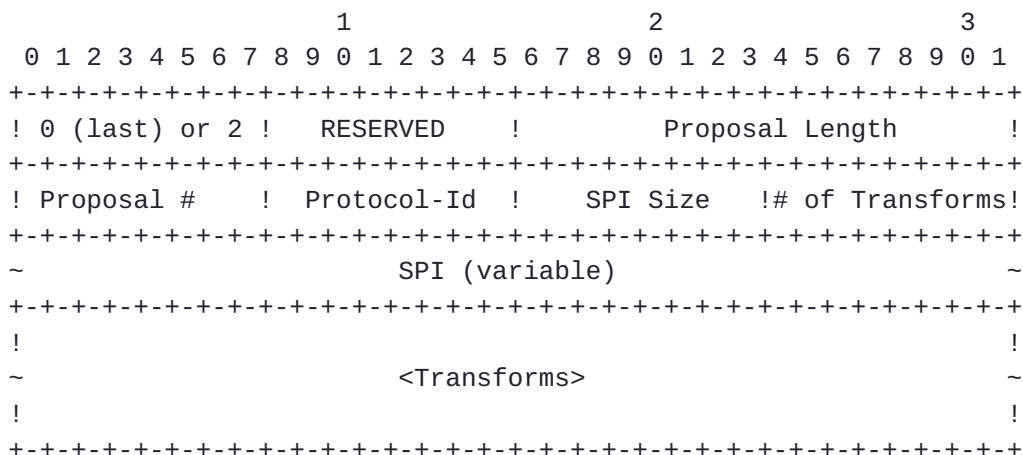 1                   2                   3
 0 1 2 3 4 5 6 7 8 9 0 1 2 3 4 5 6 7 8 9 0 1 2 3 4 5 6 7 8 9 0 1
+-+-+-+-+-+-+-+-+-+-+-+-+-+-+-+-+-+-+-+-+-+-+-+-+-+-+-+-+-+-+-+-+
! 0 (last) or 2 !   RESERVED    !         Proposal Length       !
+-+-+-+-+-+-+-+-+-+-+-+-+-+-+-+-+-+-+-+-+-+-+-+-+-+-+-+-+-+-+-+-+
! Proposal #    !  Protocol-Id  !    SPI Size   !# of Transforms!
+-+-+-+-+-+-+-+-+-+-+-+-+-+-+-+-+-+-+-+-+-+-+-+-+-+-+-+-+-+-+-+-+
~                        SPI (variable)                         ~
+-+-+-+-+-+-+-+-+-+-+-+-+-+-+-+-+-+-+-+-+-+-+-+-+-+-+-+-+-+-+-+-+
!                                                               !
~                        <Transforms>                           ~
!                                                               !
+-+-+-+-+-+-+-+-+-+-+-+-+-+-+-+-+-+-+-+-+-+-+-+-+-+-+-+-+-+-+-+-+